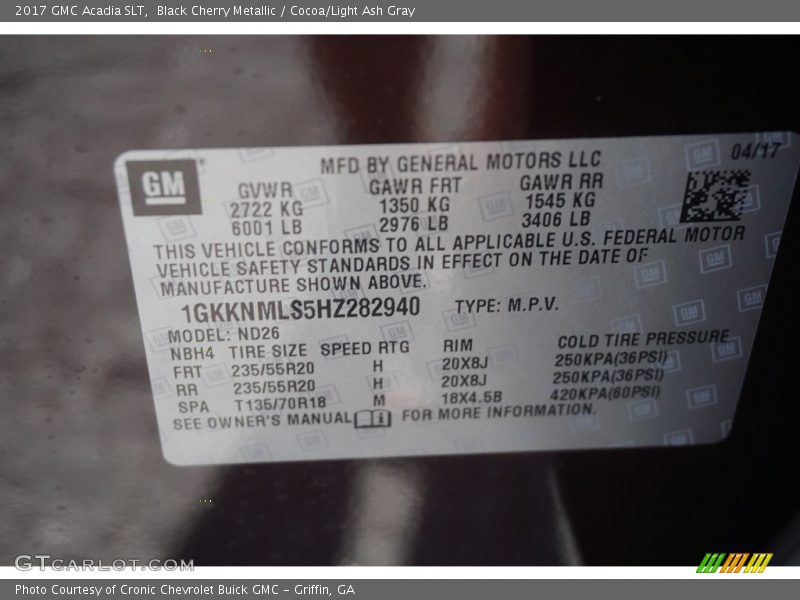 2017 GMC Acadia SLT,  Black Cherry Metallic / Cocoa/Light Ash Gray
GM
MFD BY GENERAL MOTORS LLC 04/17
GVWR GAWR FRT GAWR RR
2722 KG 1350 KG 1545 KG
6001 LB 2976 LB 3406 LB
THIS VEHICLE CONFORMS TO ALL APPLICABLE U.S. FEDERAL MOTOR
VEHICLE SAFETY STANDARDS IN EFFECT ON THE DATE OF
MANUFACTURE SHOWN ABOVE.
1GKKNMLS5HZ282940 TYPE: M.P.V.
MODEL: ND26
NBH4 TIRE SIZE SPEED RTG RIM COLD TIRE PRESSURE
FRT 235/55R20 H 20X8J 250KPA(36PSI)
RR 235/55R20 H 20X8J 250KPA(36PSI)
SPA T135/70R18 M 18X4.5B 420KPA(60PSI)
SEE OWNER'S MANUAL FOR MORE INFORMATION.
GTCARLOT.COM
Photo Courtesy of Cronic Chevrolet Buick GMC - Griffin, GA